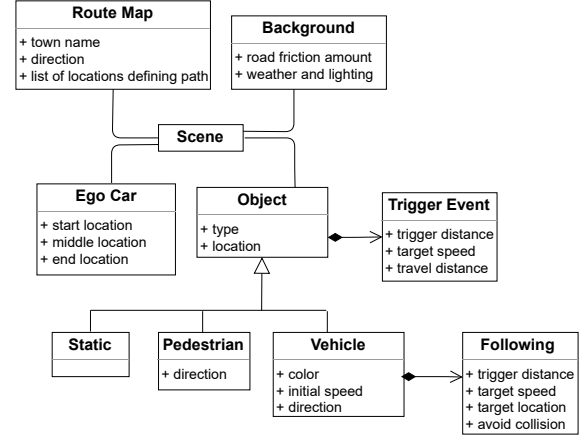 Route Map
+ town name
+ direction
+ list of locations defining path
Background
+ road friction amount
+ weather and lighting
Scene
Ego Car
+ start location
+ middle location
+ end location
Object
+ type
+ location
Trigger Event
+ trigger distance
+ target speed
+ travel distance
Static
Pedestrian
+ direction
Vehicle
+ color
+ initial speed
+ direction
Following
+ trigger distance
+ target speed
+ target location
+ avoid collision